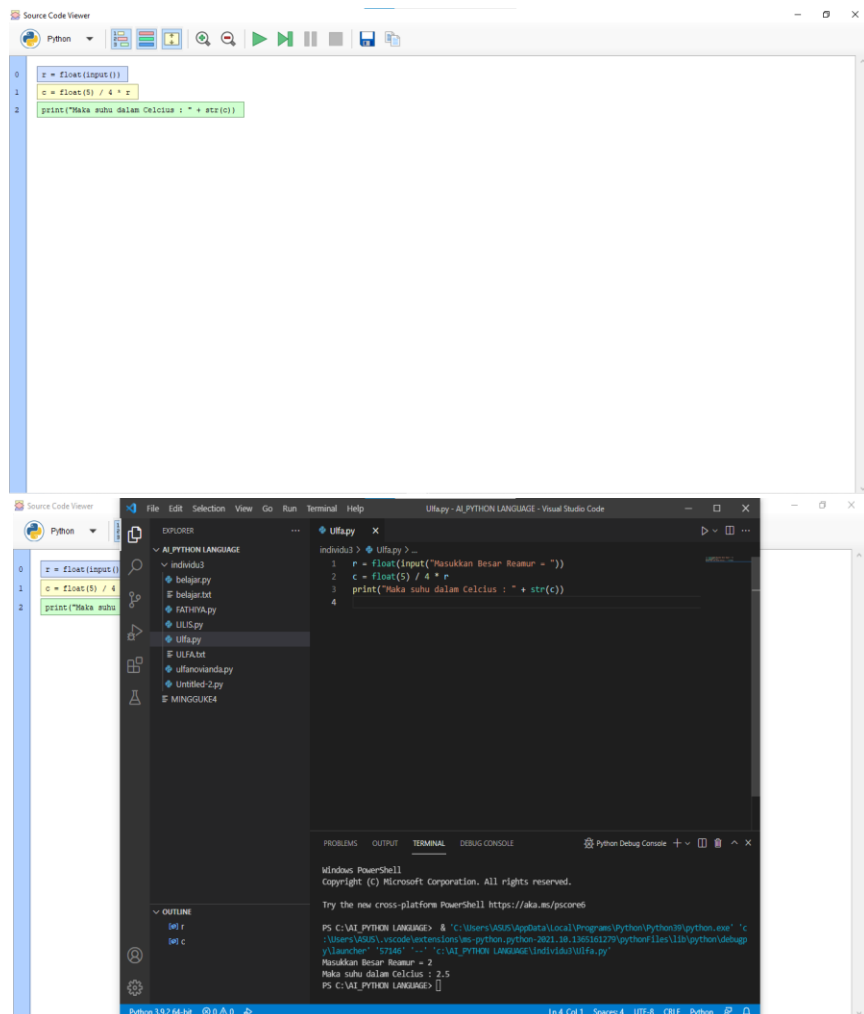 Source Code Viewer
Python
0 r = float(input())
1 c = float(5) / 4 * r
2 print("Maka suhu dalam Celcius : " + str(c))
Source Code Viewer
Python
0 r = float(input()
1 c = float(5) / 4
2 print("Maka suhu
File Edit Selection View Go Run Terminal Help
Ulfa.py - AI_PYTHON LANGUAGE - Visual Studio Code
EXPLORER
AI_PYTHON LANGUAGE
individu3
belajar.py
belajar.txt
FATHIYA.py
LILIS.py
Ulfa.py
ULFA.txt
ulfanovianda.py
Untitled-2.py
MINGGUKE4
OUTLINE
r
c
Ulfa.py
individu3 > Ulfa.py > ...
1 r = float(input("Masukkan Besar Reamur = "))
2 c = float(5) / 4 * r
3 print("Maka suhu dalam Celcius : " + str(c))
4
PROBLEMS OUTPUT TERMINAL DEBUG CONSOLE
Python Debug Console
Windows PowerShell
Copyright (C) Microsoft Corporation. All rights reserved.
Try the new cross-platform PowerShell https://aka.ms/pscore6
PS C:\AI_PYTHON LANGUAGE> & 'C:\Users\ASUS\AppData\Local\Programs\Python\Python39\python.exe' 'c
:\Users\ASUS\.vscode\extensions\ms-python.python-2021.10.1365161279\pythonFiles\lib\python\debugp
y\launcher' '57146' '--' 'c:\AI_PYTHON LANGUAGE\individu3\Ulfa.py'
Masukkan Besar Reamur = 2
Maka suhu dalam Celcius : 2.5
PS C:\AI_PYTHON LANGUAGE>
Python 3.9.2 64-bit 0 0
Ln 4, Col 1 Spaces: 4 UTF-8 CRLF Python